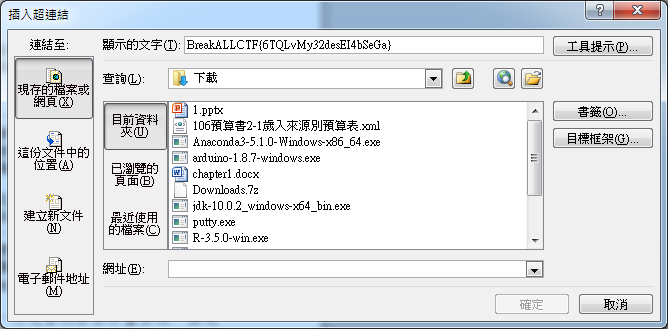 插入超連結
連結至:
顯示的文字(T): BreakALLCTF{6TQLvMy32desEI4bSeGa}
工具提示(P)...
現存的檔案或
網頁(X)
查詢(L):
下載
這份文件中的
位置(A)
建立新文件
(N)
電子郵件地址
(M)
目前資料
夾(U)
已瀏覽的
頁面(B)
最近使用
的檔案(C)
1.pptx
106預算書2-1歲入來源別預算表.xml
Anaconda3-5.1.0-Windows-x86_64.exe
arduino-1.8.7-windows.exe
chapter1.docx
Downloads.7z
jdk-10.0.2_windows-x64_bin.exe
putty.exe
R-3.5.0-win.exe
書籤(O)...
目標框架(G)...
網址(E):
確定
取消